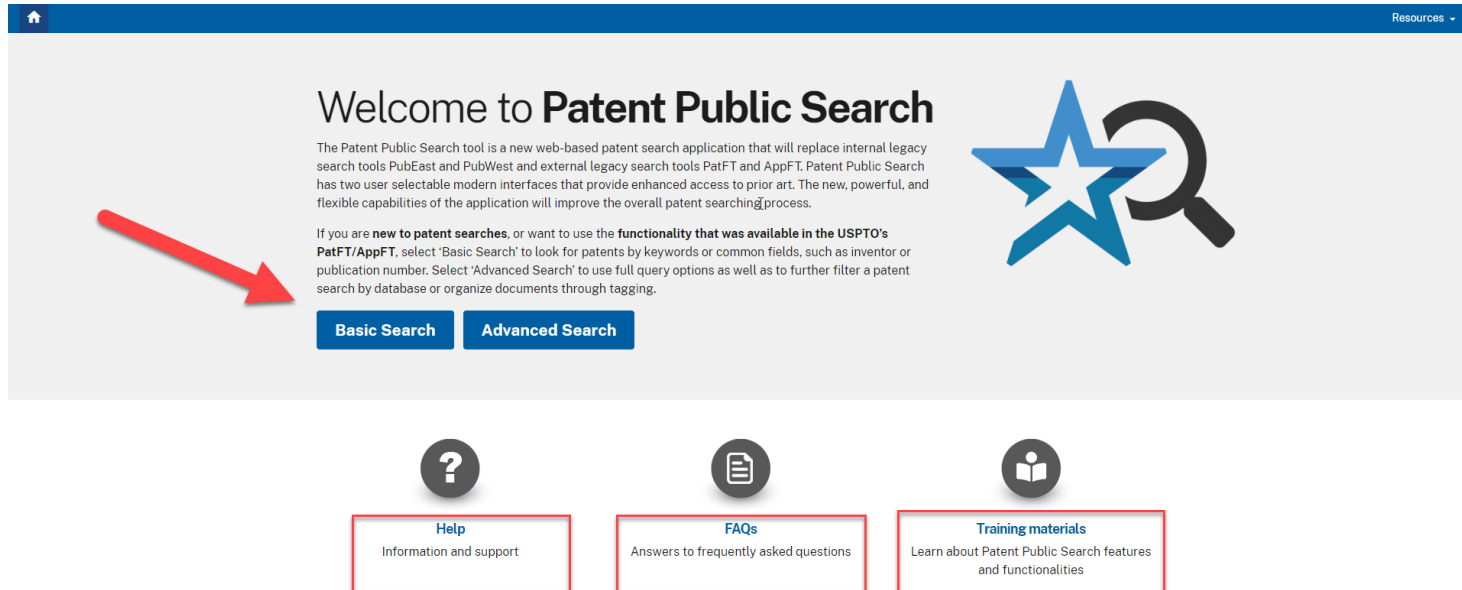 Resources
Welcome to Patent Public Search
The Patent Public Search tool is a new web-based patent search application that will replace internal legacy
search tools PubEast and PubWest and external legacy search tools PatFT and AppFT. Patent Public Search
has two user selectable modern interfaces that provide enhanced access to prior art. The new, powerful, and
flexible capabilities of the application will improve the overall patent searching process.
If you are new to patent searches, or want to use the functionality that was available in the USPTO's
PatFT/AppFT, select 'Basic Search' to look for patents by keywords or common fields, such as inventor or
publication number. Select 'Advanced Search' to use full query options as well as to further filter a patent
search by database or organize documents through tagging.
Basic Search
Advanced Search
Help
Information and support
FAQs
Answers to frequently asked questions
Training materials
Learn about Patent Public Search features
and functionalities